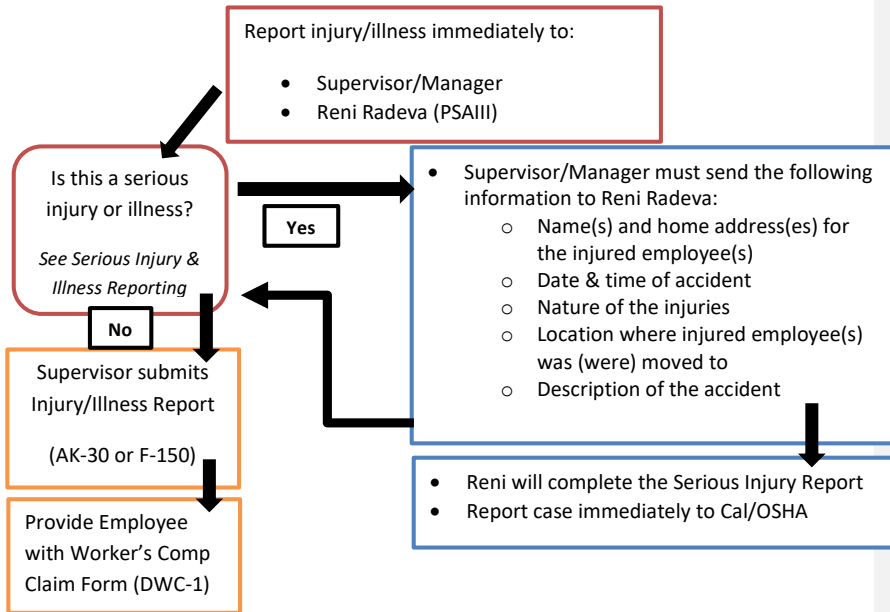 Report injury/illness immediately to:
• Supervisor/Manager
• Reni Radeva (PSAIII)
Is this a serious
injury or illness?
See Serious Injury &
Illness Reporting
Yes
No
• Supervisor/Manager must send the following
information to Reni Radeva:
o Name(s) and home address(es) for
the injured employee(s)
o Date & time of accident
o Nature of the injuries
o Location where injured employee(s)
was (were) moved to
o Description of the accident
Supervisor submits
Injury/Illness Report
(AK-30 or F-150)
• Reni will complete the Serious Injury Report
• Report case immediately to Cal/OSHA
Provide Employee
with Worker’s Comp
Claim Form (DWC-1)